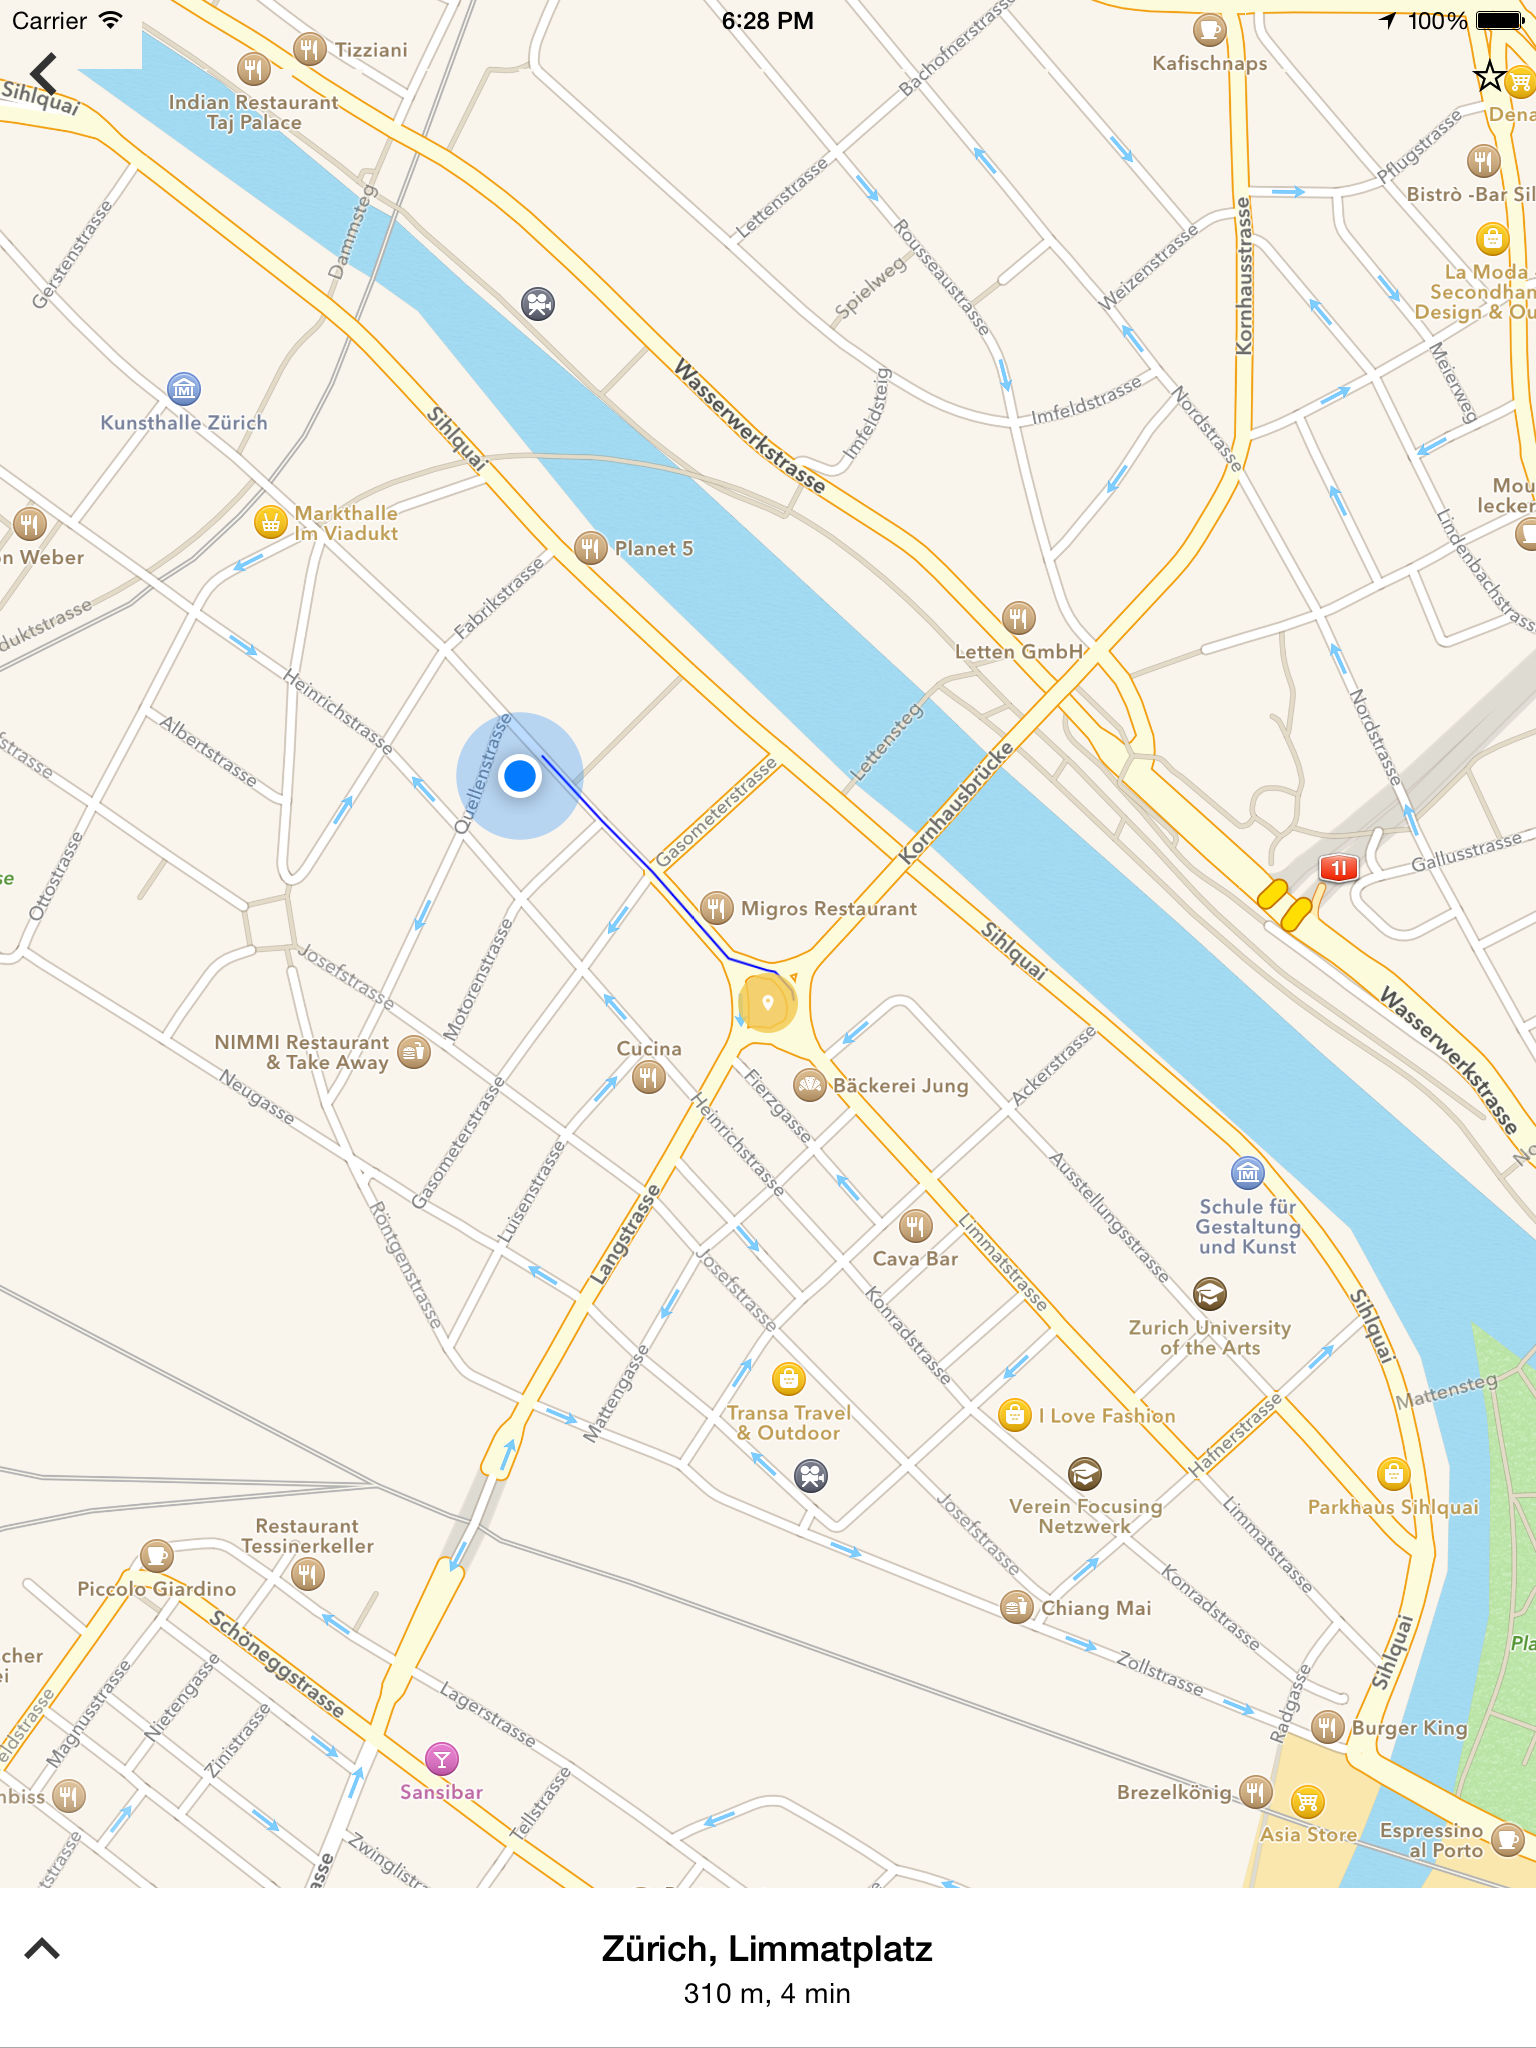 Carrier
6:28 PM
100%
Tizziani
Kafischnaps
Bachofnerstrasse
Sihlquai
Indian Restaurant
Taj Palace
Pflugstrasse
Bistrò -Bar
Dammsteg
Lettenstrasse
Gerstenstrasse
Rousseaustrasse
Spielweg
Weizenstrasse
Kornhausstrasse
La Moda
Design &
Kunsthalle Zürich
Sihlquai
Wasserwerkstrasse
Imfeldsteig
Imfeldstrasse
Nordstrasse
Meierweg
Markthalle
Im Viadukt
Weber
Planet 5
Fabrikstrasse
Lindenbachstrasse
Letten GmbH
Heinrichstrasse
Albertstrasse
Quellenstrasse
Lettensteg
Kornhausbrücke
Nordstrasse
Gasometerstrasse
Ottostrasse
Gallusstrasse
1l
Migros Restaurant
Sihlquai
Josefstrasse
Motorenstrasse
Wasserwerkstrasse
NIMMI Restaurant
& Take Away
Cucina
Bäckerei Jung
Ackerstrasse
Neugasse
Gasometerstrasse
Fierzgasse
Heinrichstrasse
Luisenstrasse
Röntgenstrasse
Langstrasse
Ausstellungsstrasse
Schule für
Gestaltung
und Kunst
Cava Bar
Limmatstrasse
Josefstrasse
Konradstrasse
Zurich University
of the Arts
Sihlquai
Mattengasse
Mattensteg
Transa Travel
& Outdoor
I Love Fashion
Hafnerstrasse
Verein Focusing
Netzwerk
Parkhaus Sihlquai
Josefstrasse
Limmatstrasse
Restaurant
Tessinerkeller
Piccolo Giardino
Konradstrasse
Chiang Mai
Schöneggstrasse
Zollstrasse
Sihlquai
Radgasse
Magnusstrasse
Nietengasse
Zinistrasse
Lagerstrasse
Burger King
Sansibar
Tellstrasse
Brezelkönig
Asia Store
Espressino
al Porto
Zürich, Limmatplatz
310 m, 4 min